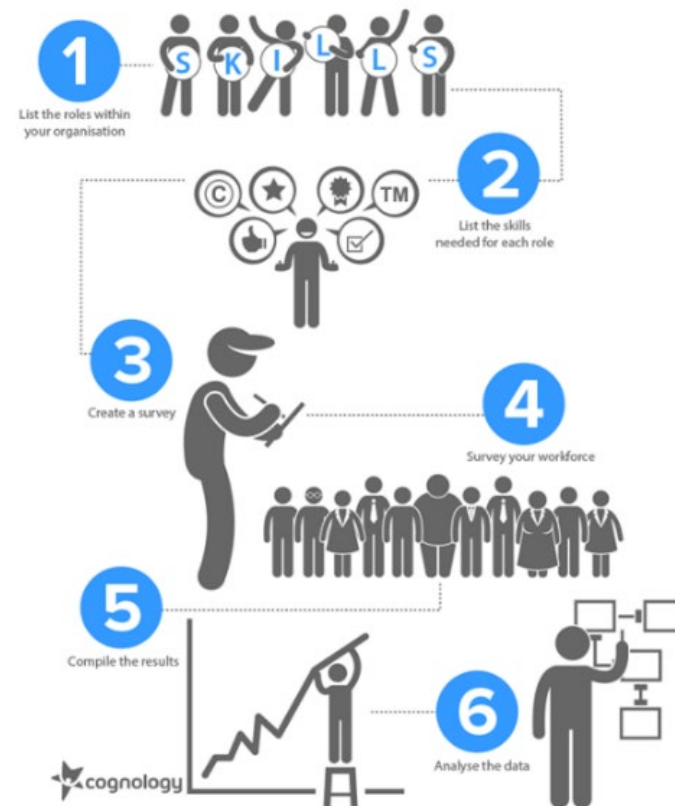 1
S K I L L S
List the roles within
your organisation
2
© TM
List the skills
needed for each role
3
Create a survey
4
Survey your workforce
5
Compile the results
6
Analyse the data
cognology